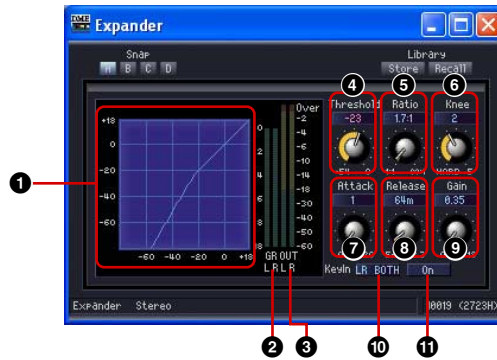 DME Expander
Snap
A B C D
Library
Store Recall
4 5 6
Threshold Ratio Knee
-23 1.7:1 2
+18
0
-20
-40
-60
-60 -40 -20 0 +18
1
0
Over
-2
-4
-6
-10
-14
-18
-30
-40
-50
-60
GR OUT
L R L R
Attack Release Gain
1 64m 0.35
7 8 9
KeyIn LR BOTH On
Expander Stereo
2 3 10 11